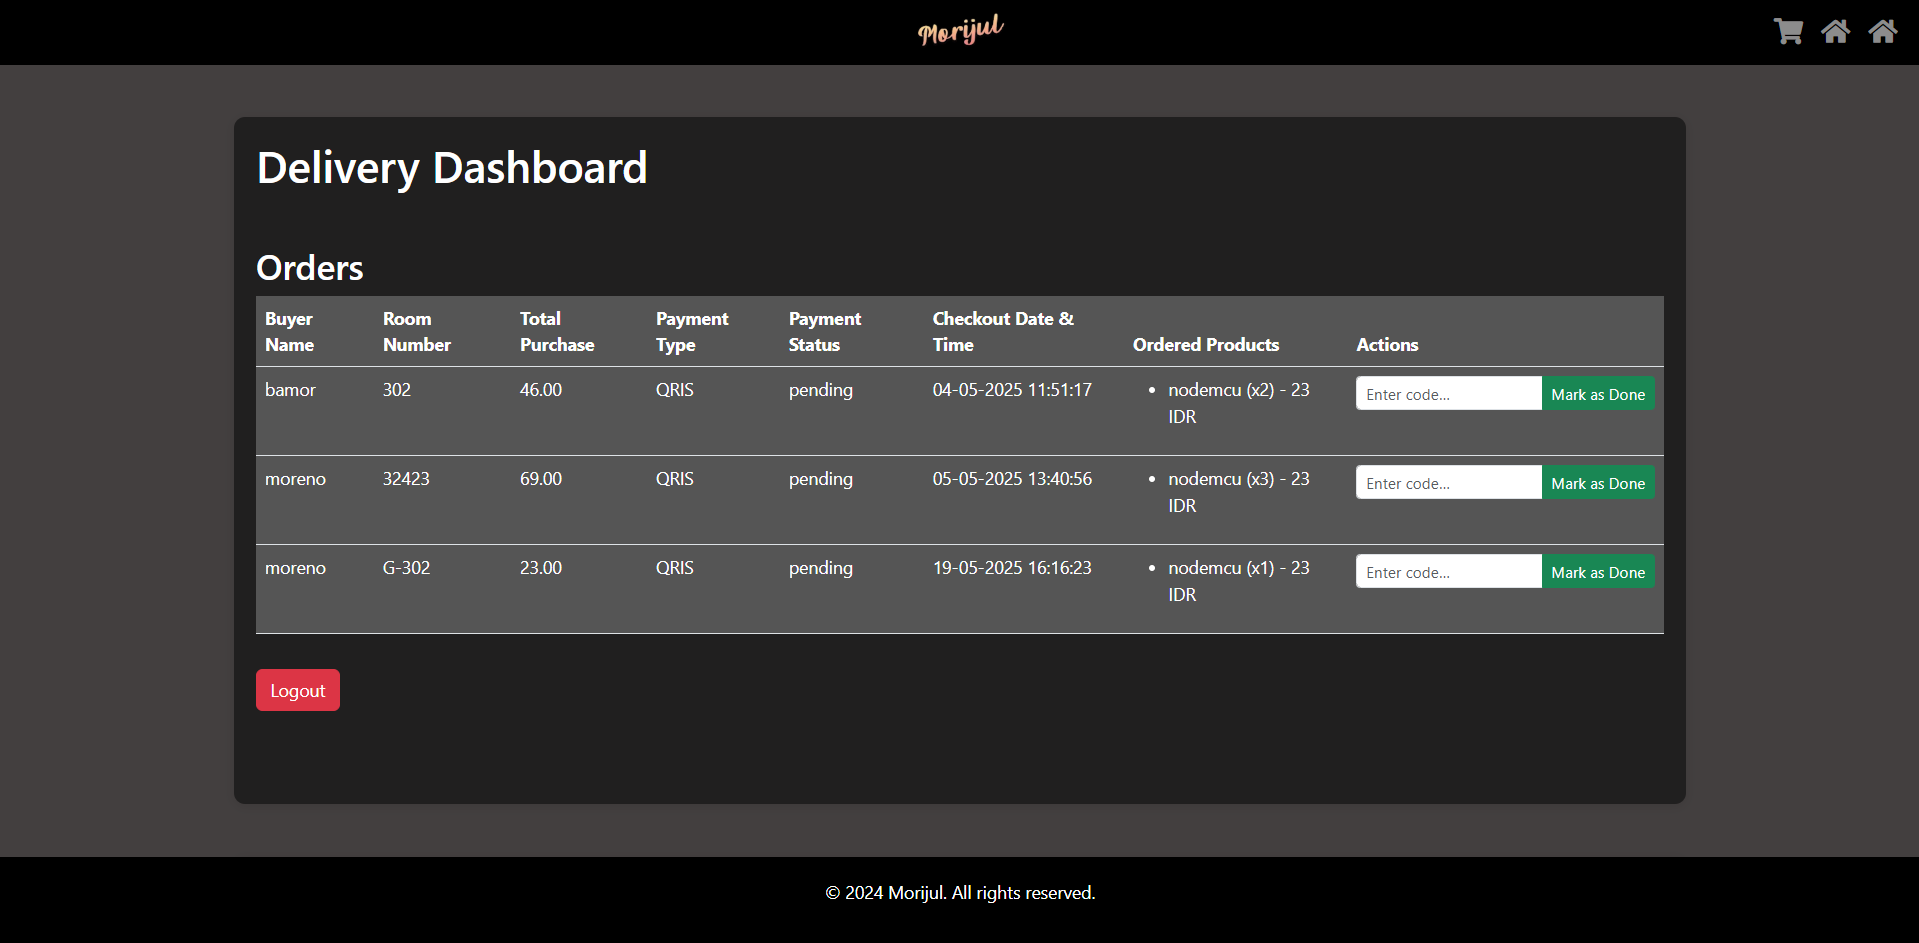 Morijul
Delivery Dashboard
Orders
Buyer Name Room Number Total Purchase Payment Type Payment Status Checkout Date & Time Ordered Products Actions
bamor 302 46.00 QRIS pending 04-05-2025 11:51:17 • nodemcu (x2) - 23 IDR Enter code... Mark as Done
moreno 32423 69.00 QRIS pending 05-05-2025 13:40:56 • nodemcu (x3) - 23 IDR Enter code... Mark as Done
moreno G-302 23.00 QRIS pending 19-05-2025 16:16:23 • nodemcu (x1) - 23 IDR Enter code... Mark as Done
Logout
© 2024 Morijul. All rights reserved.